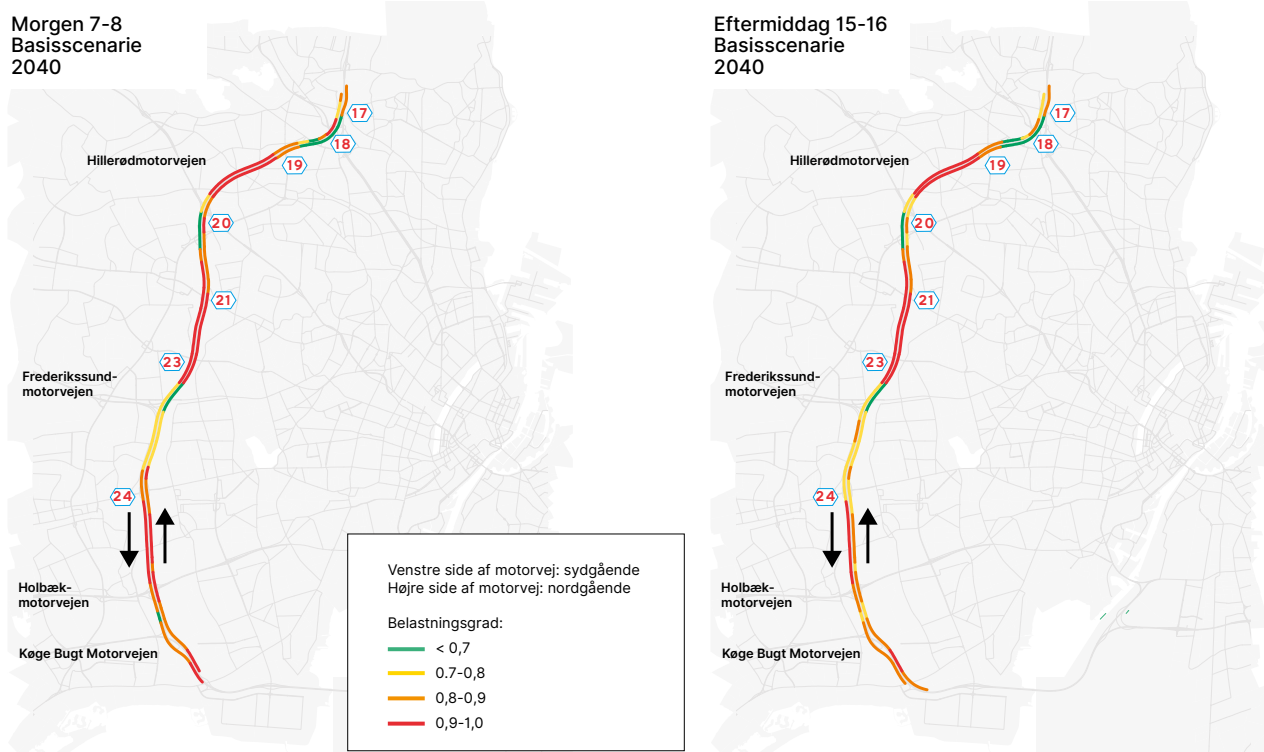 Morgen 7-8
Basisscenarie
2040
17
18
Hillerødmotorvejen
19
20
21
23
Frederikssund-
motorvejen
24
Holbæk-
motorvejen
Køge Bugt Motorvejen
Eftermiddag 15-16
Basisscenarie
2040
17
18
Hillerødmotorvejen
19
20
21
23
Frederikssund-
motorvejen
24
Holbæk-
motorvejen
Køge Bugt Motorvejen
Venstre side af motorvej: sydgående
Højre side af motorvej: nordgående
Belastningsgrad:
< 0,7
0.7-0,8
0,8-0,9
0,9-1,0